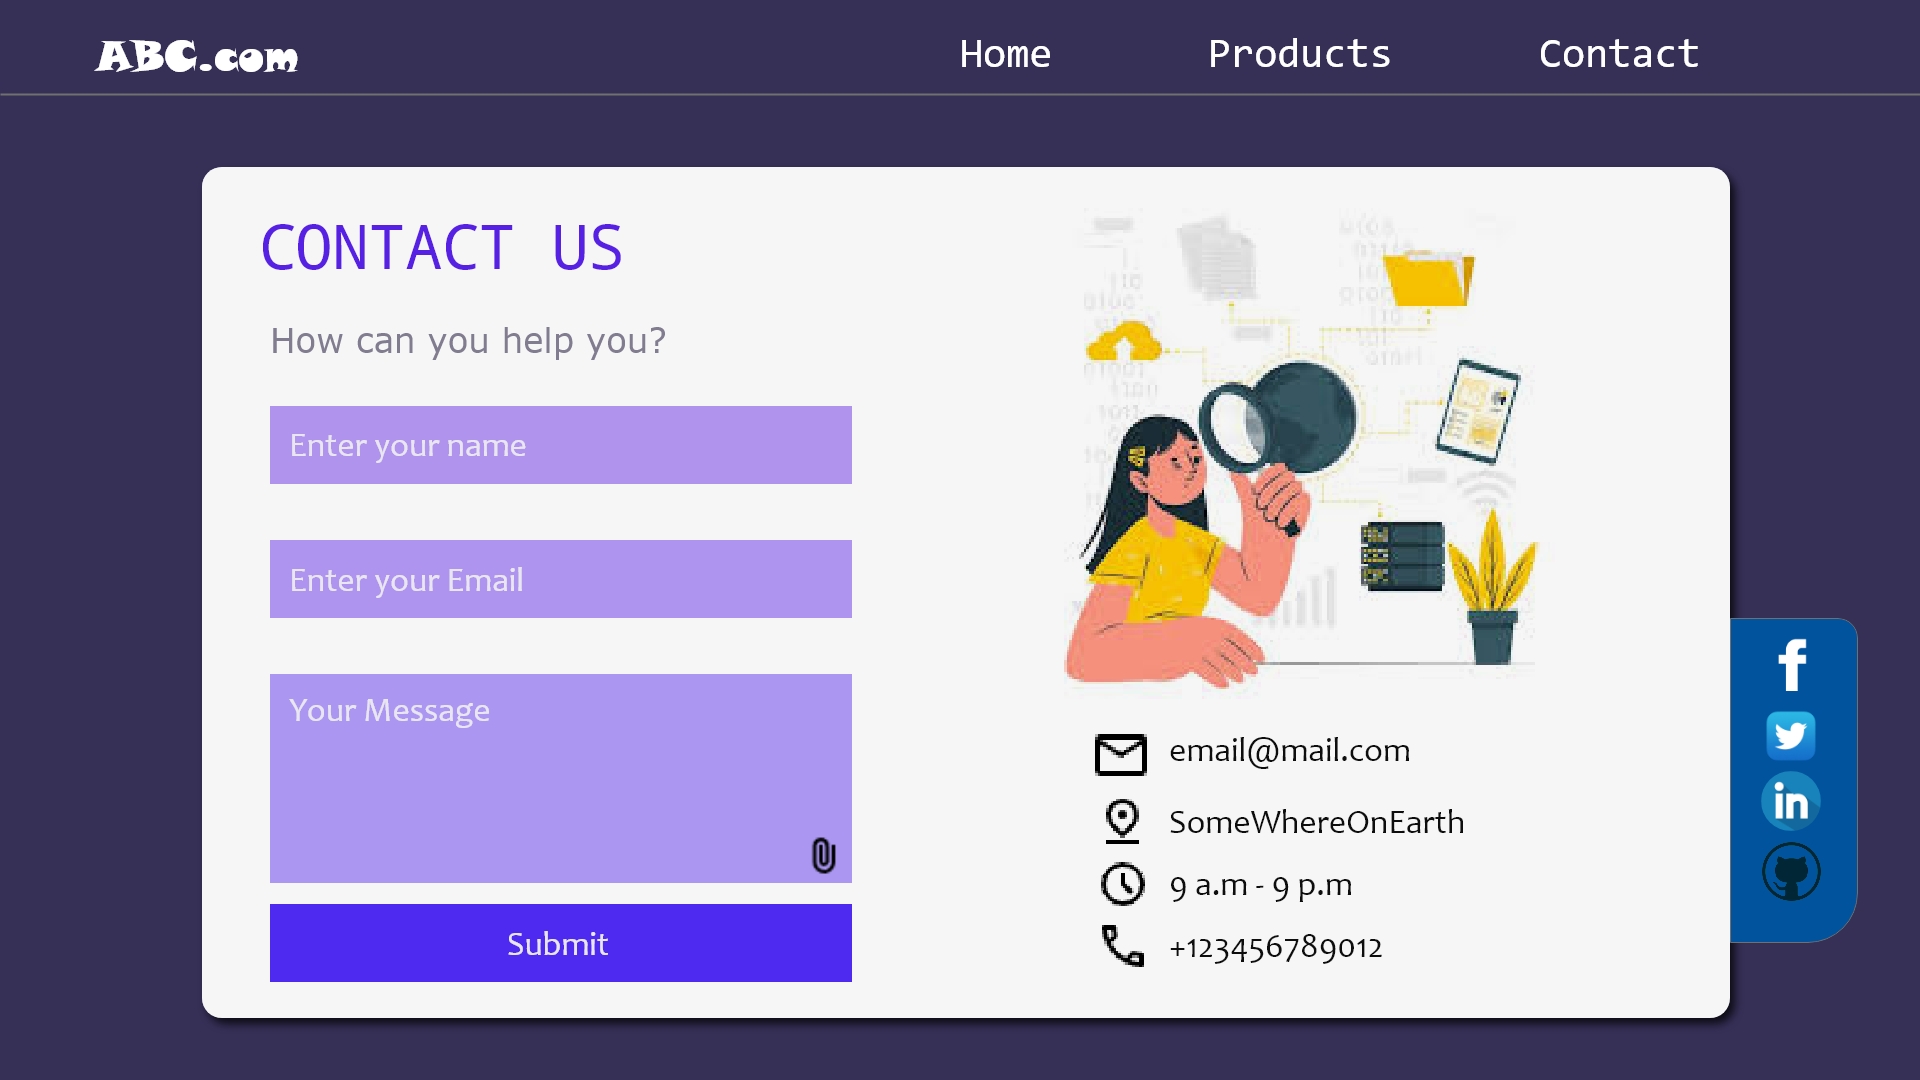 ABC.com
Home Products Contact
CONTACT US
How can you help you?
Enter your name
Enter your Email
Your Message
Submit
email@mail.com
SomeWhereOnEarth
9 a.m - 9 p.m
+123456789012
f
in